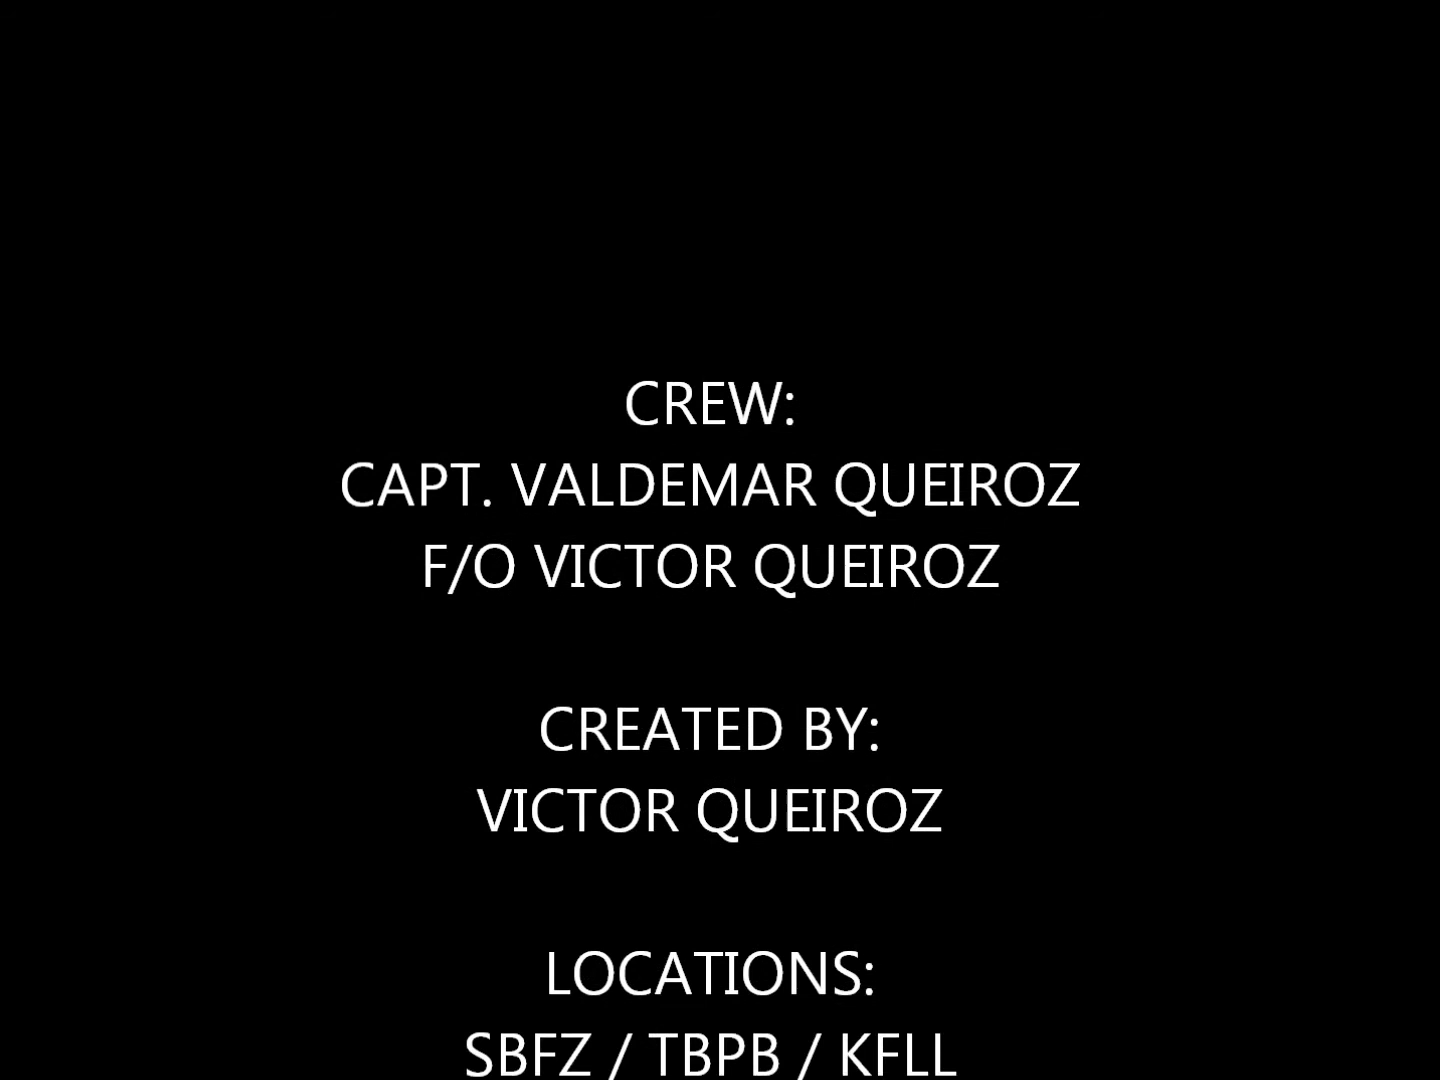 CREW:
CAPT. VALDEMAR QUEIROZ
F/O VICTOR QUEIROZ
CREATED BY:
VICTOR QUEIROZ
LOCATIONS:
SBFZ / TBPB / KFLL